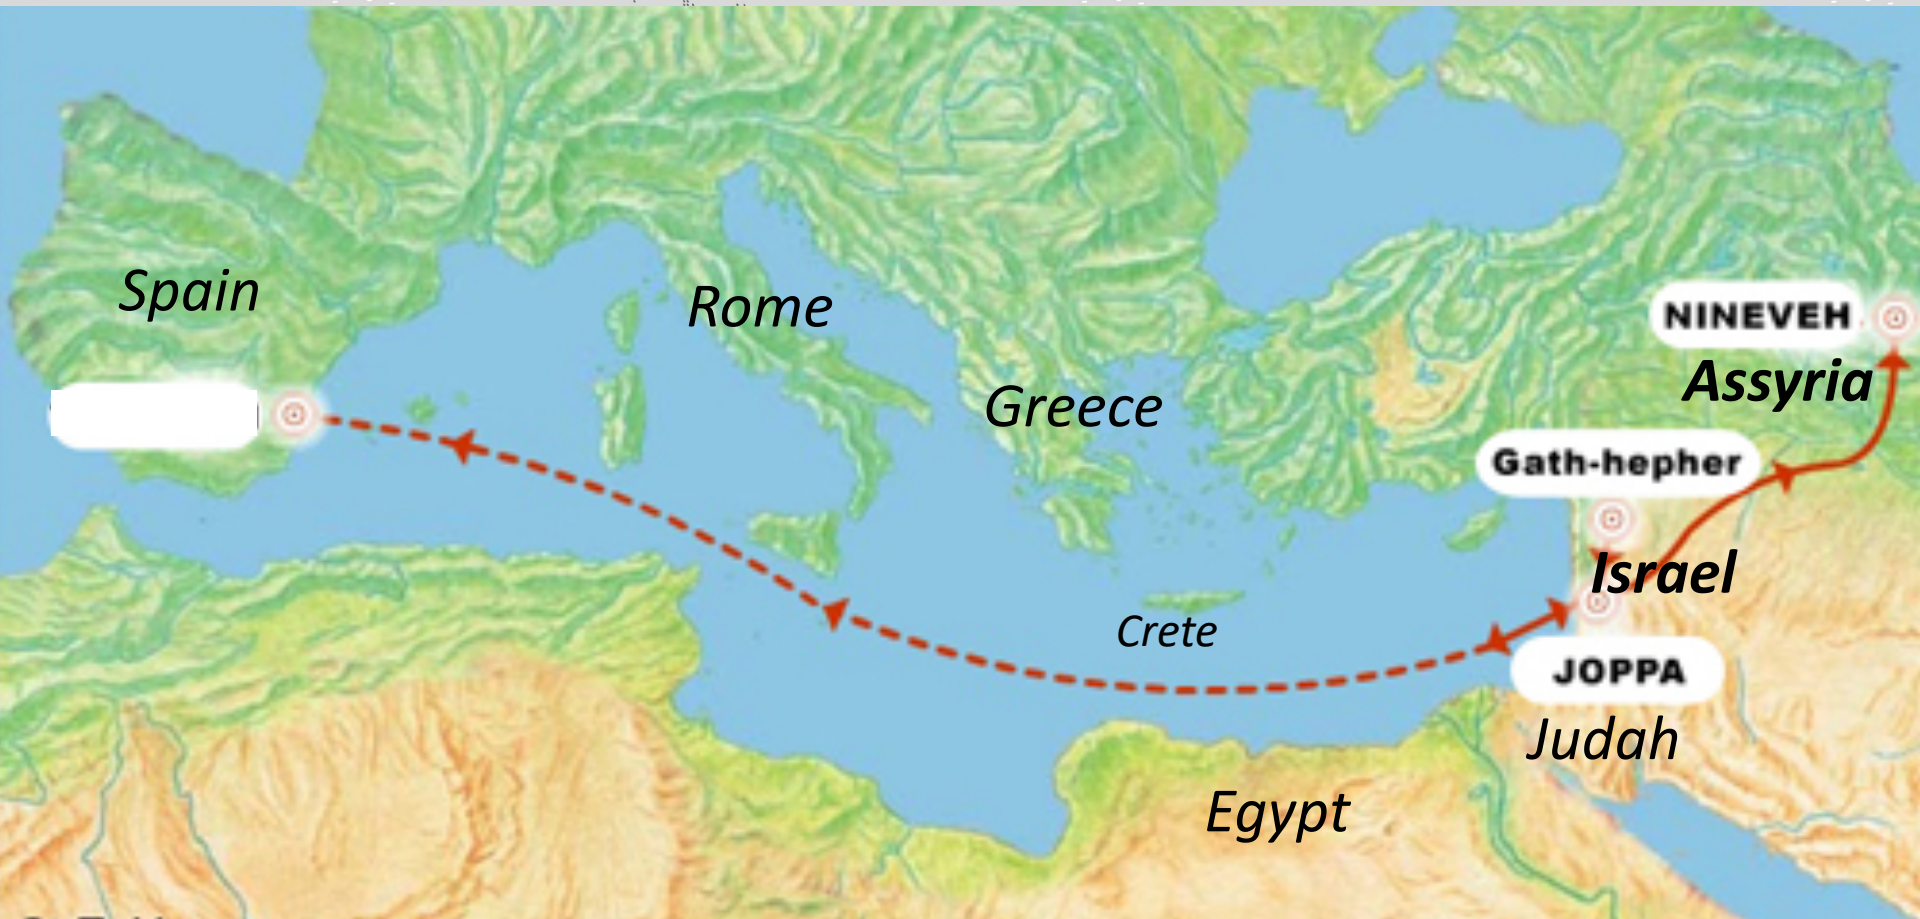 Spain
Rome
NINEVEH
Assyria
Greece
Gath-hepher
Israel
Crete
JOPPA
Judah
Egypt